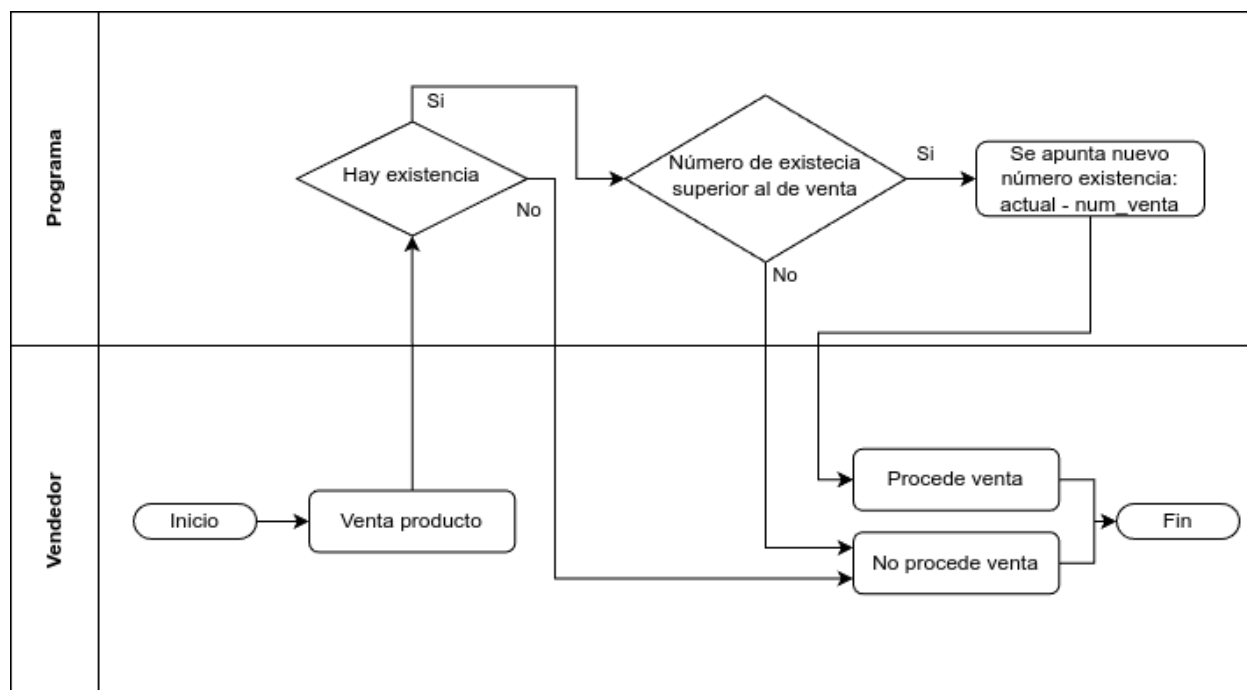 Programa
Si
Hay existencia
No
Número de existecia
superior al de venta
Si
No
Se apunta nuevo
número existencia:
actual - num_venta
Vendedor
Inicio
Venta producto
Procede venta
No procede venta
Fin